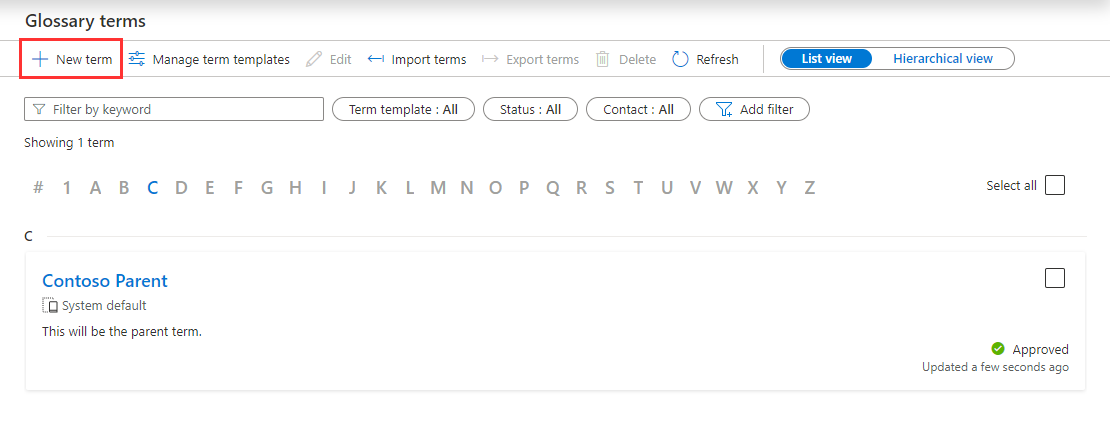 Glossary terms
New term Manage term templates Edit Import terms Export terms Delete Refresh List view Hierarchical view
Filter by keyword Term template : All Status : All Contact : All Add filter
Showing 1 term
# 1 A B C D E F G H I J K L M N O P Q R S T U V W X Y Z Select all
C
Contoso Parent
System default
This will be the parent term.
Approved
Updated a few seconds ago